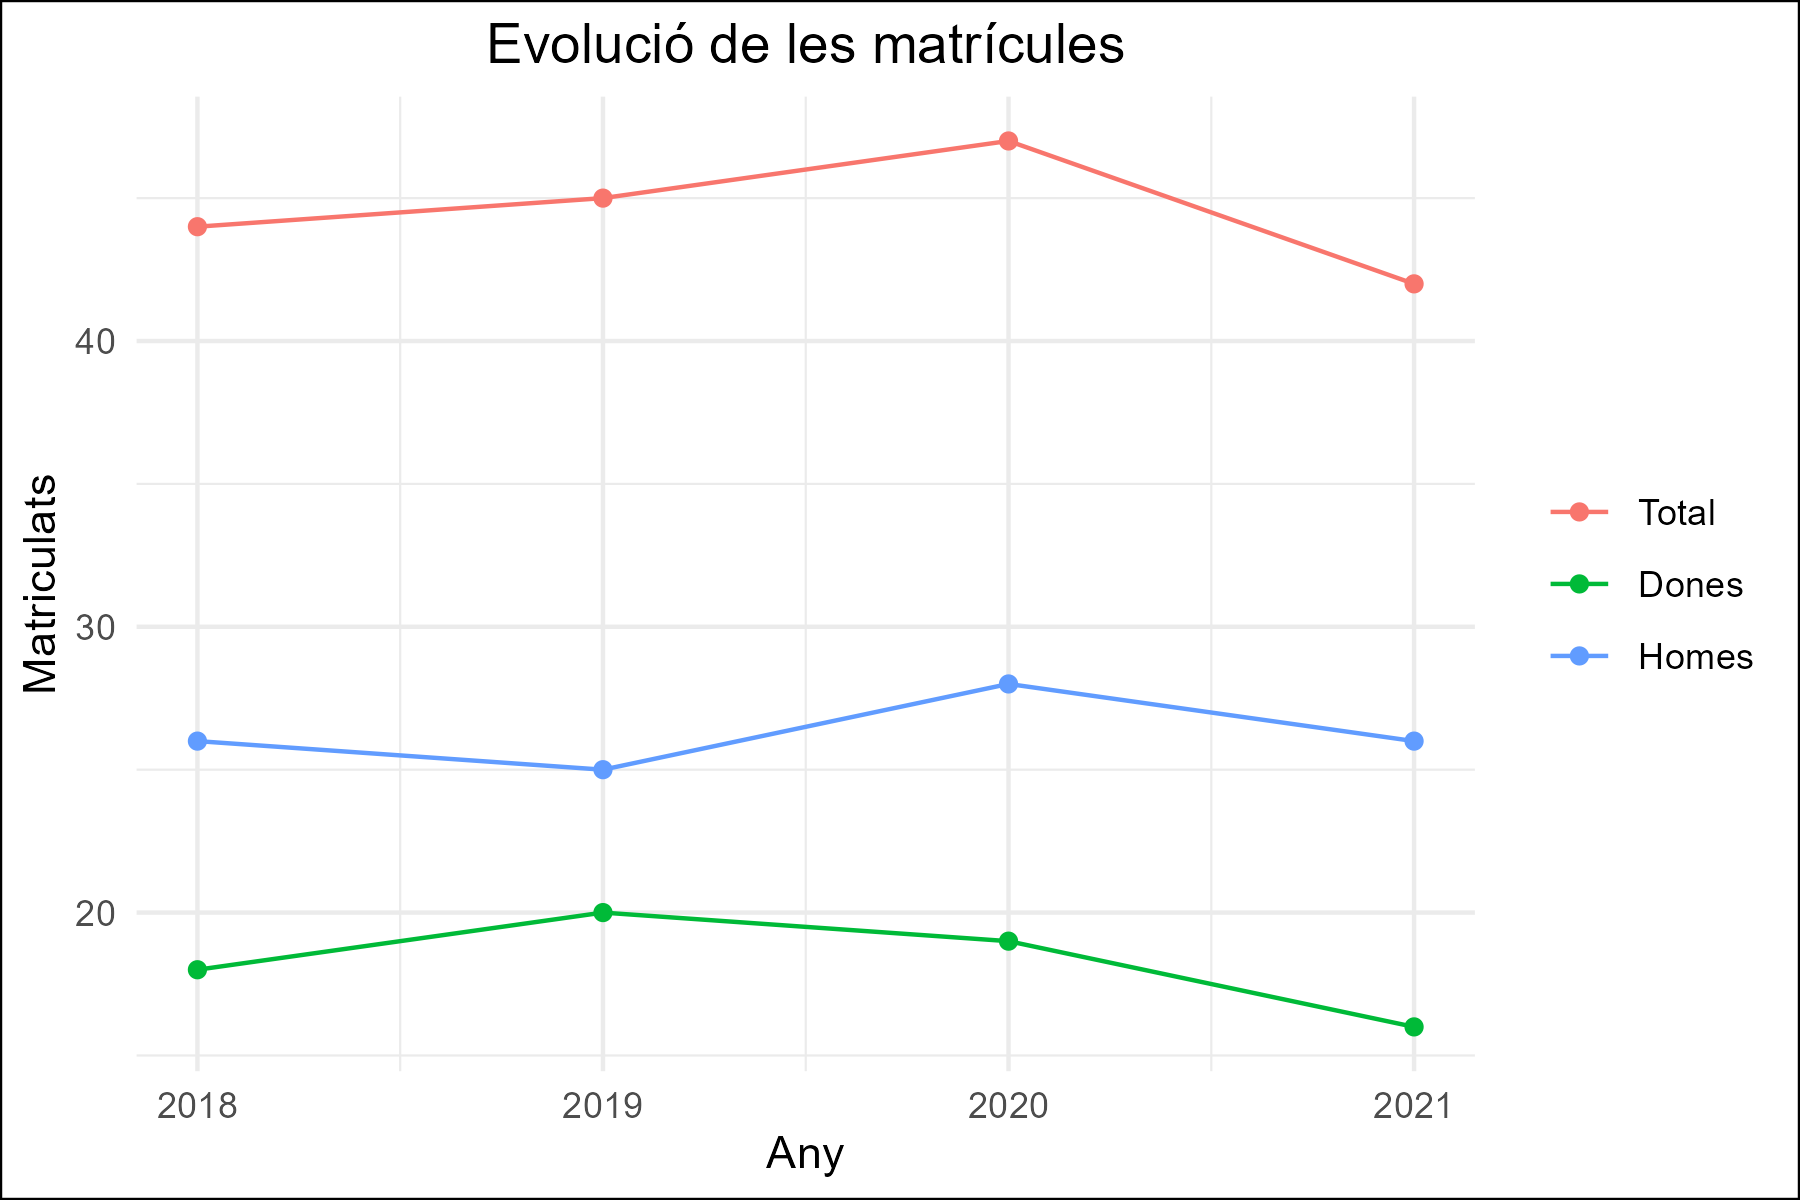 Evolució de les matrícules
Matriculats
40
30
20
2018
2019
2020
2021
Any
Total
Dones
Homes